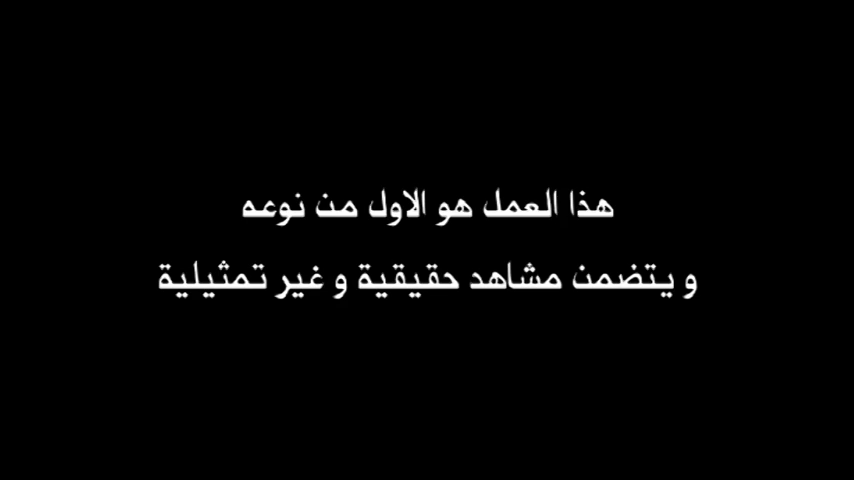 هذا العمل هو الاول من نوعه
و يتضمن مشاهد حقيقية و غير تمثيلية